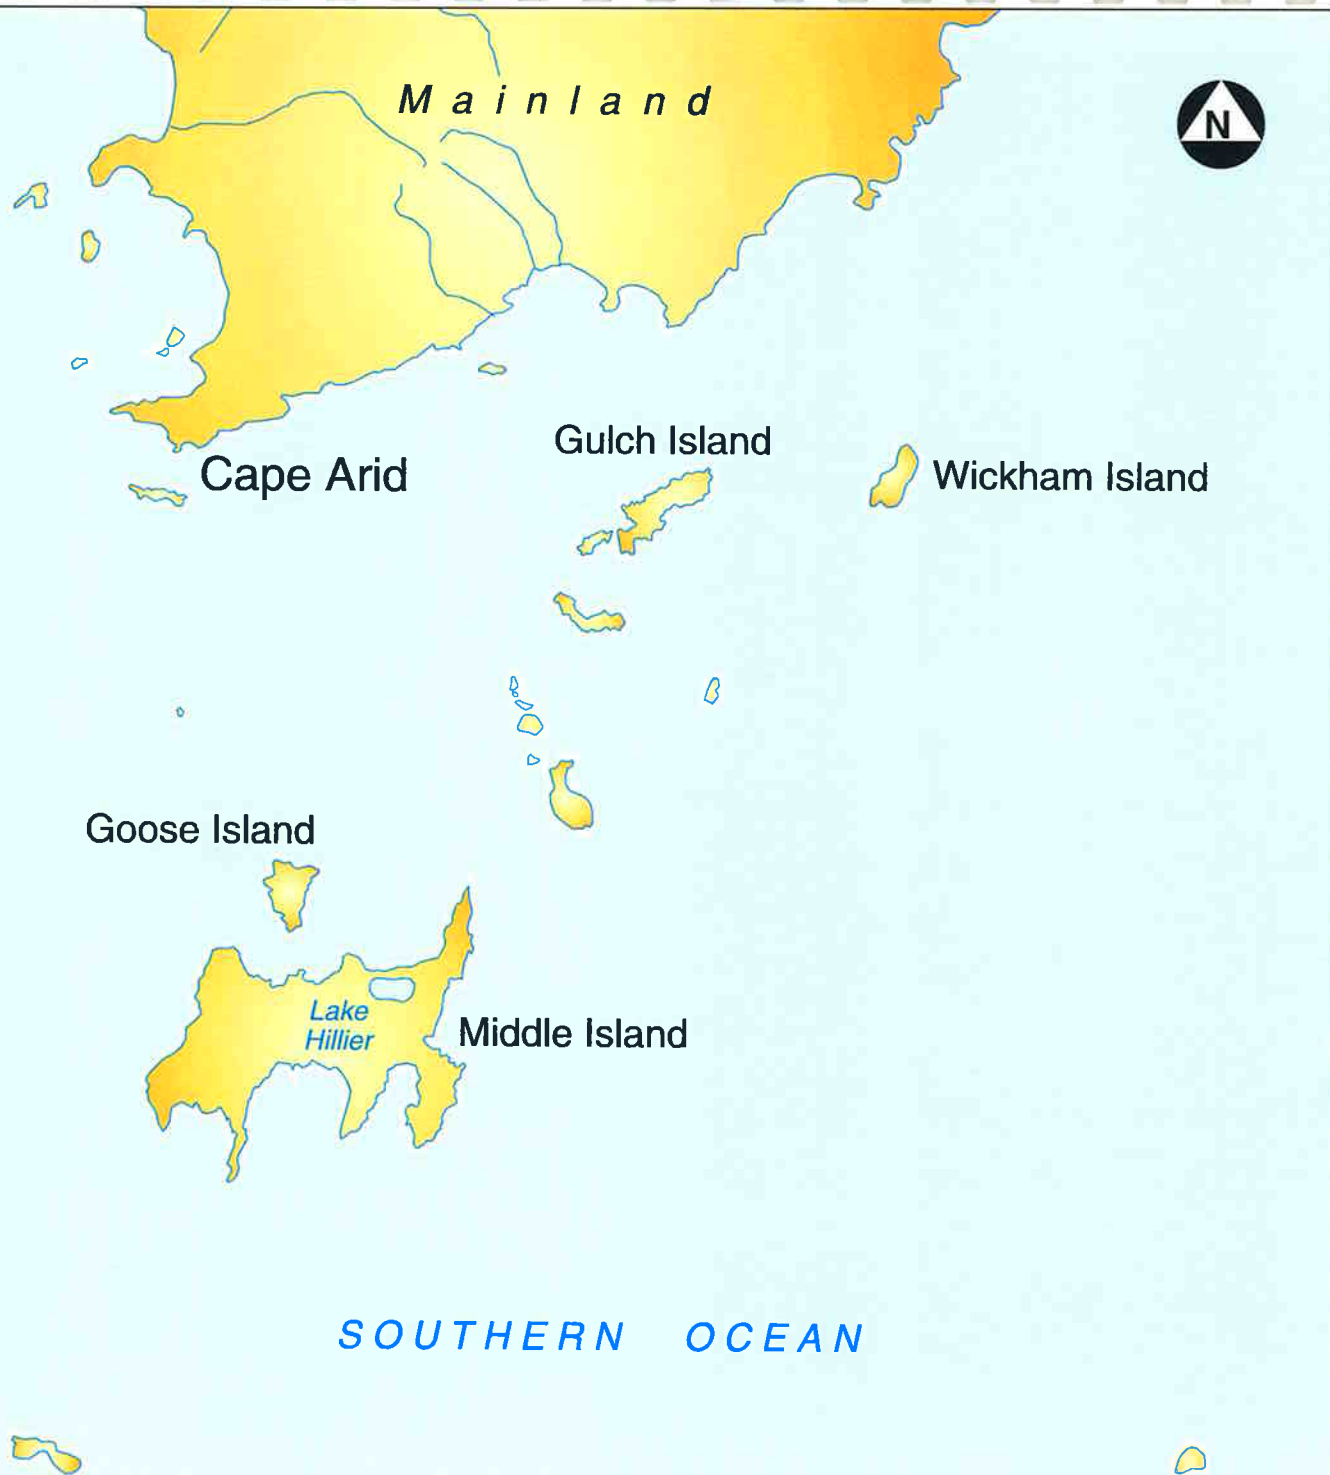 Mainland
N
Gulch Island
Wickham Island
Cape Arid
Goose Island
Lake
Hillier
Middle Island
SOUTHERN OCEAN